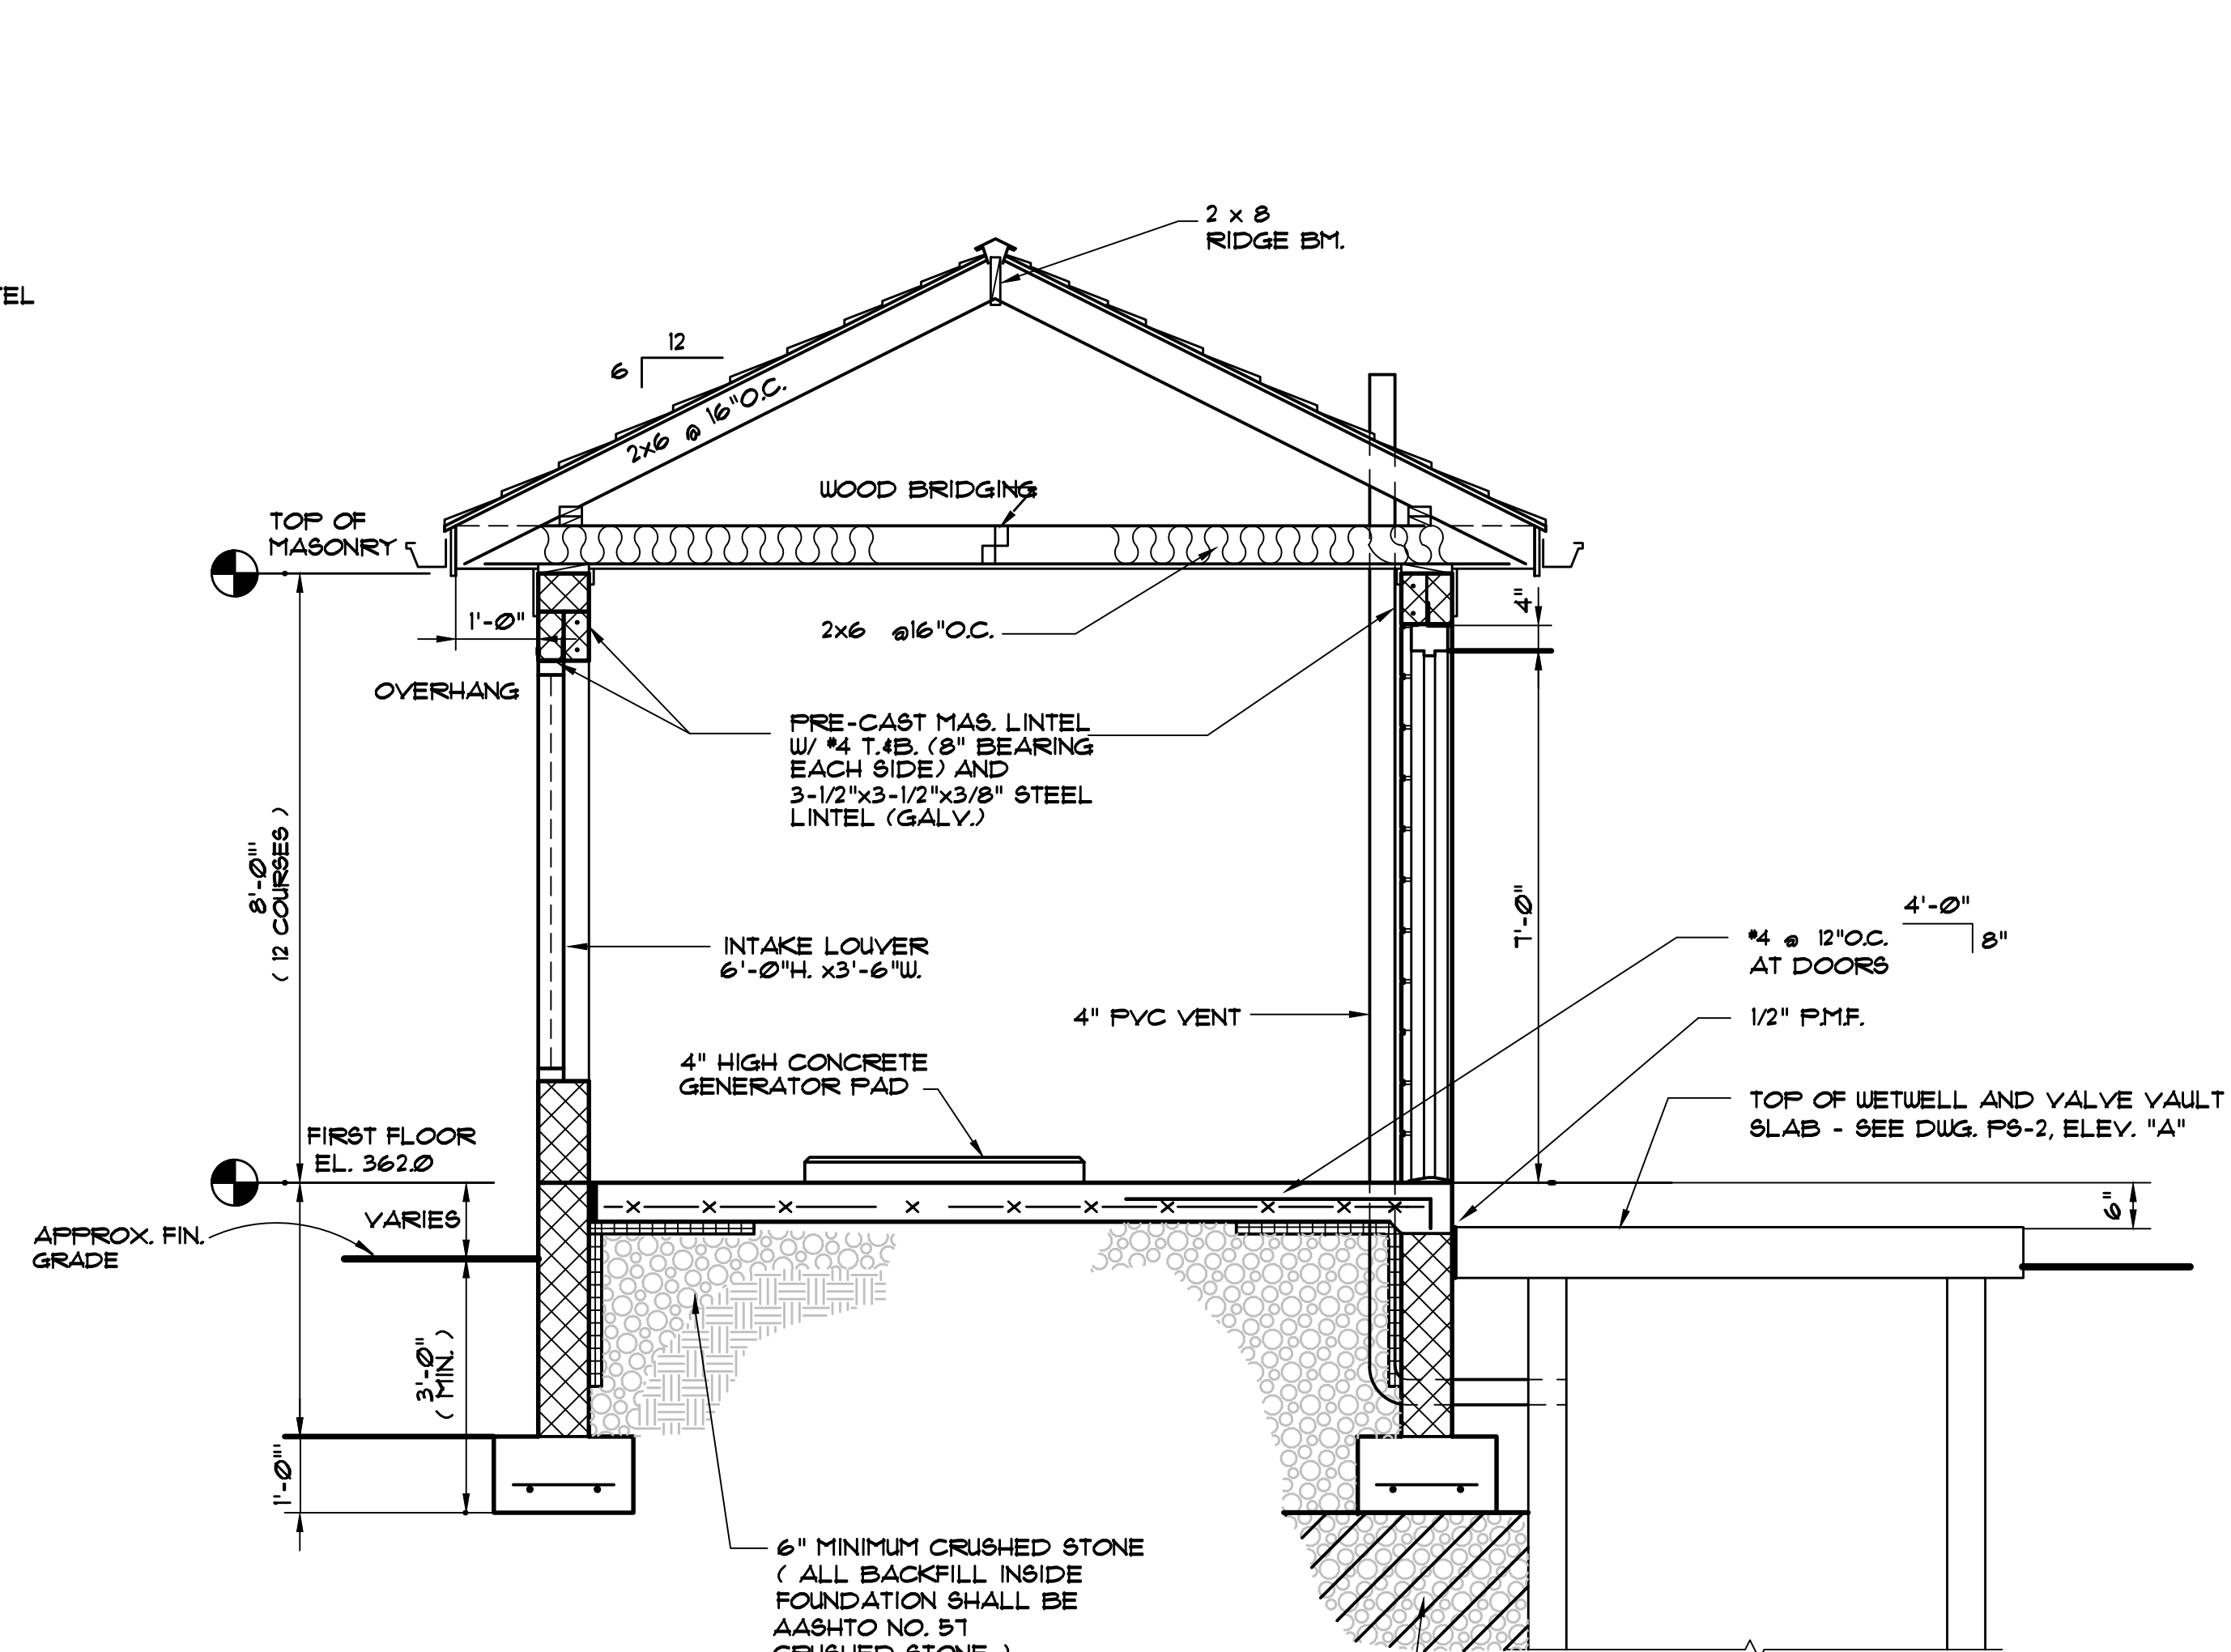 2 x 8
RIDGE BM.
TEL
12
6
2x6 @ 16"O.C.
WOOD BRIDGING
TOP OF
MASONRY
1'-0"
2x6 @16"O.C.
4"
OVERHANG
PRE-CAST MAS. LINTEL
W/ #4 T.&B. (8" BEARING
EACH SIDE) AND
3-1/2"x3-1/2"x3/8" STEEL
LINTEL (GALV.)
8'-0"
( 12 COURSES )
7'-0"
4'-0"
#4 @ 12"O.C.
8"
AT DOORS
INTAKE LOUVER
6'-0"H. x3'-6"W.
4" PVC VENT
1/2" P.M.F.
4" HIGH CONCRETE
GENERATOR PAD
TOP OF WETWELL AND VALVE VAULT
SLAB - SEE DWG. PS-2, ELEV. "A"
FIRST FLOOR
EL. 362.0
VARIES
6"
APPROX. FIN.
GRADE
3'-0"
( MIN. )
1'-0"
6" MINIMUM CRUSHED STONE
( ALL BACKFILL INSIDE
FOUNDATION SHALL BE
AASHTO NO. 57
CRUSHED STONE )